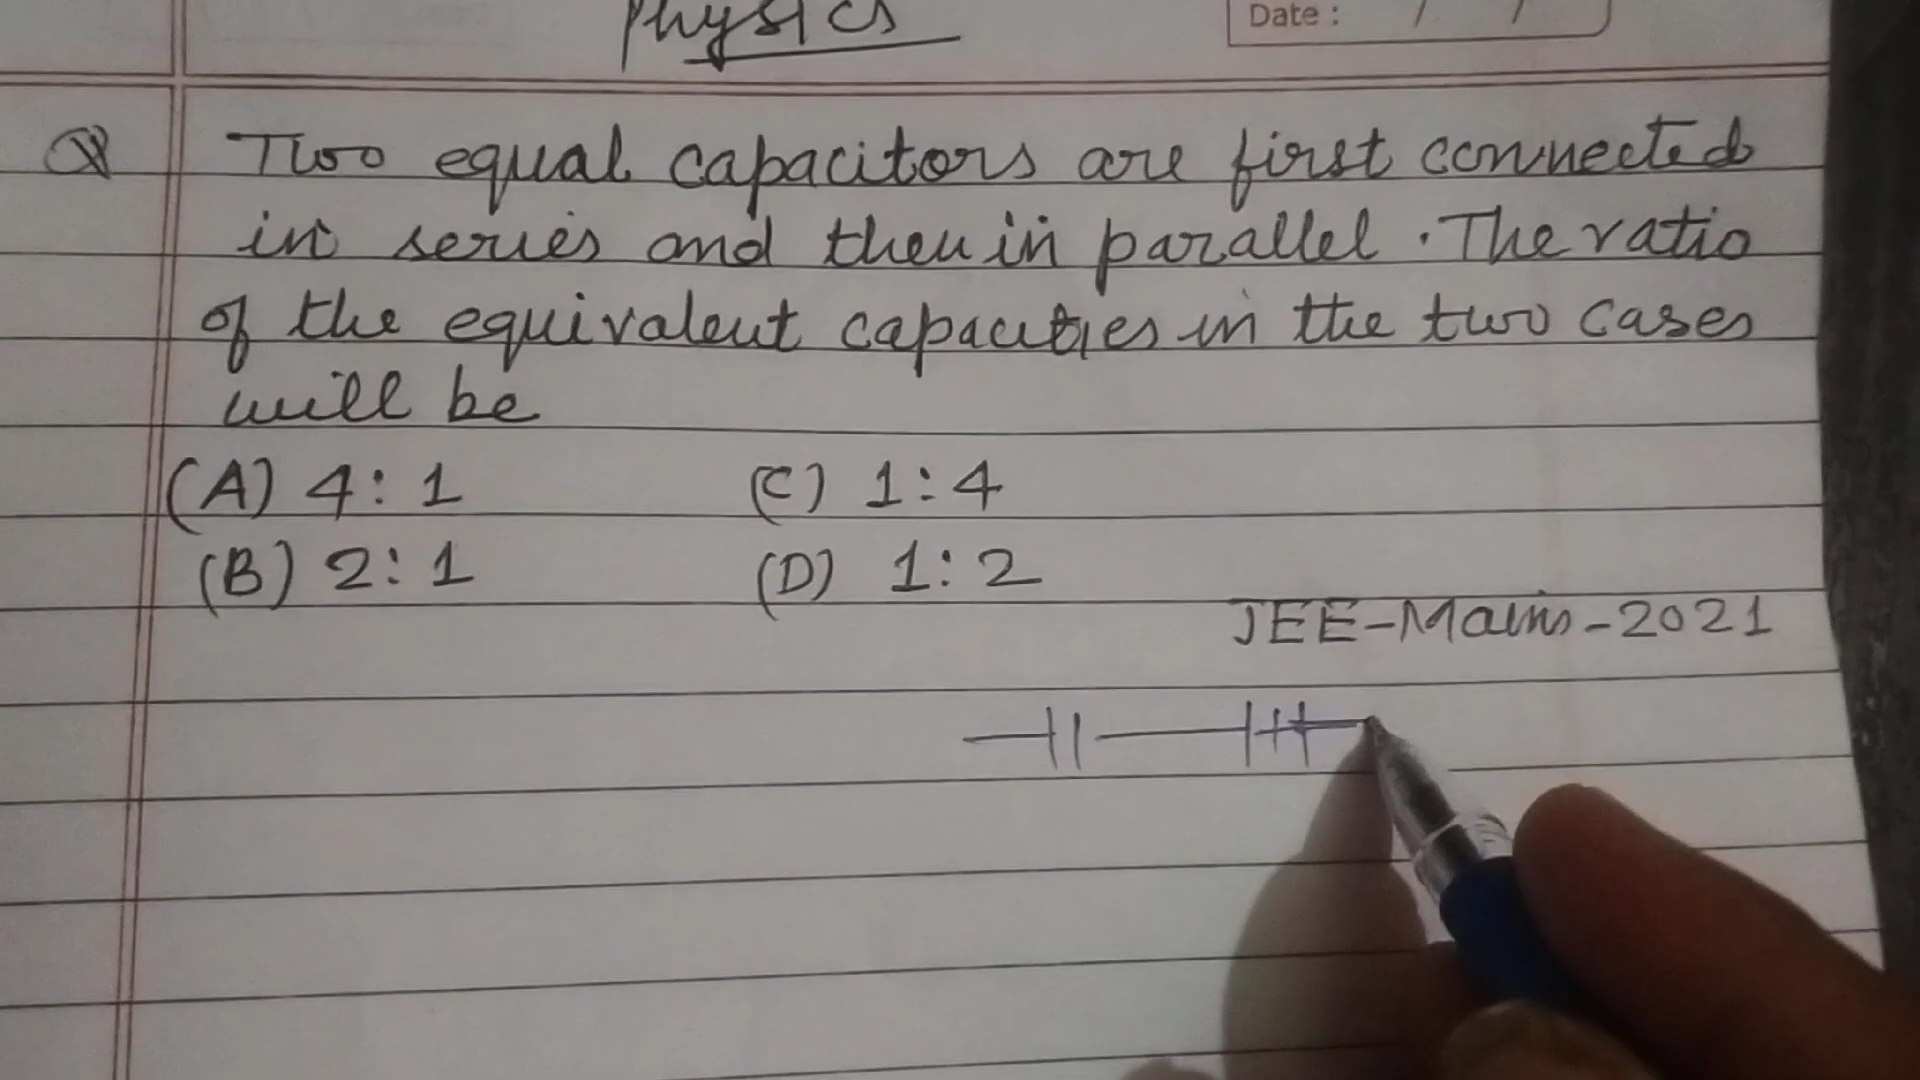 Physics
Date : / /
Q Two equal capacitors are first connected
in series and then in parallel. The ratio
of the equivalent capacities in the two cases
will be
(A) 4:1 (C) 1:4
(B) 2:1 (D) 1:2
JEE-Mains-2021